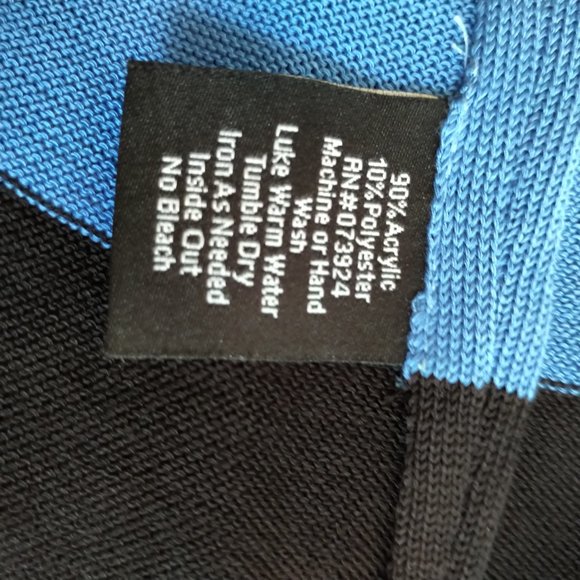 90% Acrylic
10% Polyester
RN#073924
Machine or Hand
Wash
Luke Warm Water
Tumble Dry
Iron As Needed
Inside Out
No Bleach